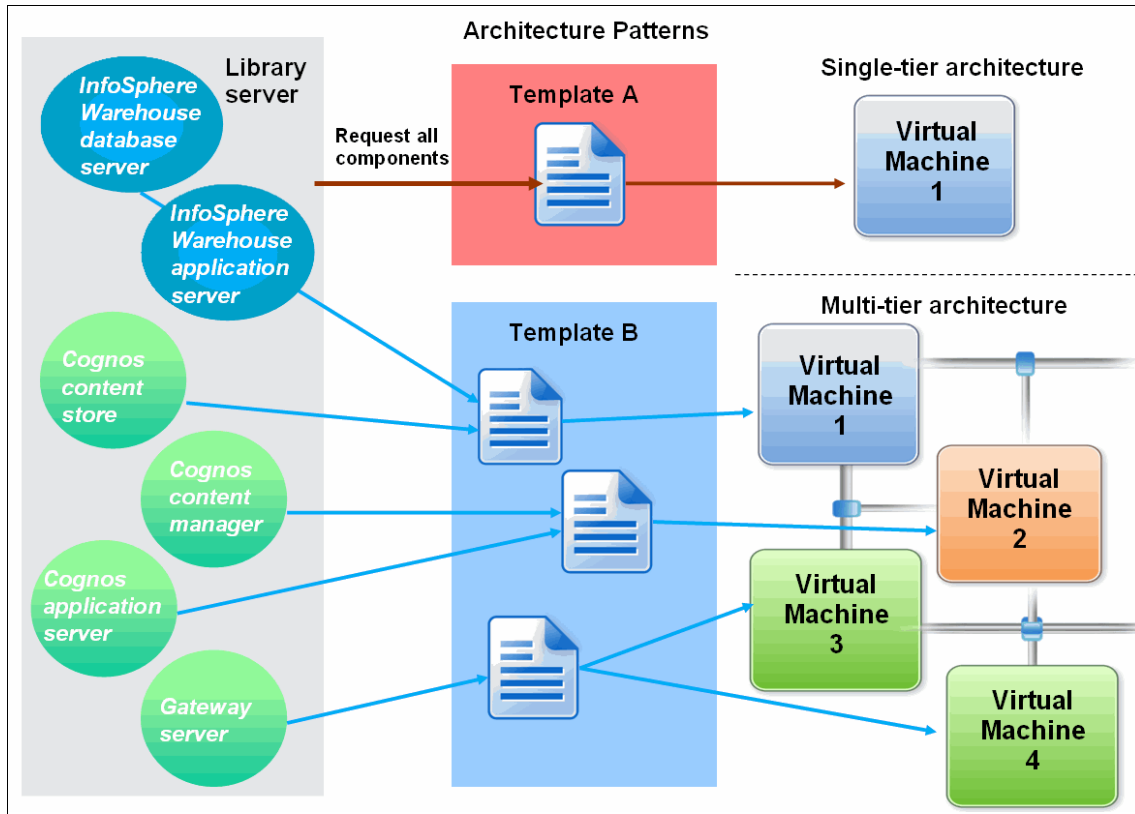 Architecture Patterns
Library
server
InfoSphere
Warehouse
database
server
InfoSphere
Warehouse
application
server
Cognos
content
store
Cognos
content
manager
Cognos
application
server
Gateway
server
Request all
components
Template A
Template B
Single-tier architecture
Virtual
Machine
1
Multi-tier architecture
Virtual
Machine
1
Virtual
Machine
2
Virtual
Machine
3
Virtual
Machine
4